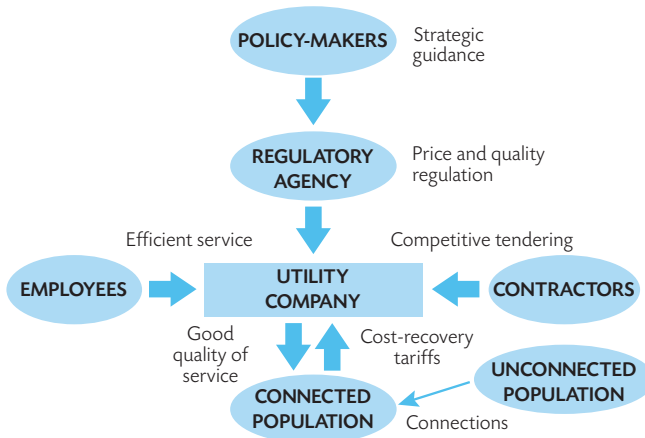 POLICY-MAKERS
Strategic
guidance
REGULATORY
AGENCY
Price and quality
regulation
Efficient service
Competitive tendering
EMPLOYEES
UTILITY
COMPANY
CONTRACTORS
Good
quality of
service
Cost-recovery
tariffs
UNCONNECTED
POPULATION
CONNECTED
POPULATION
Connections